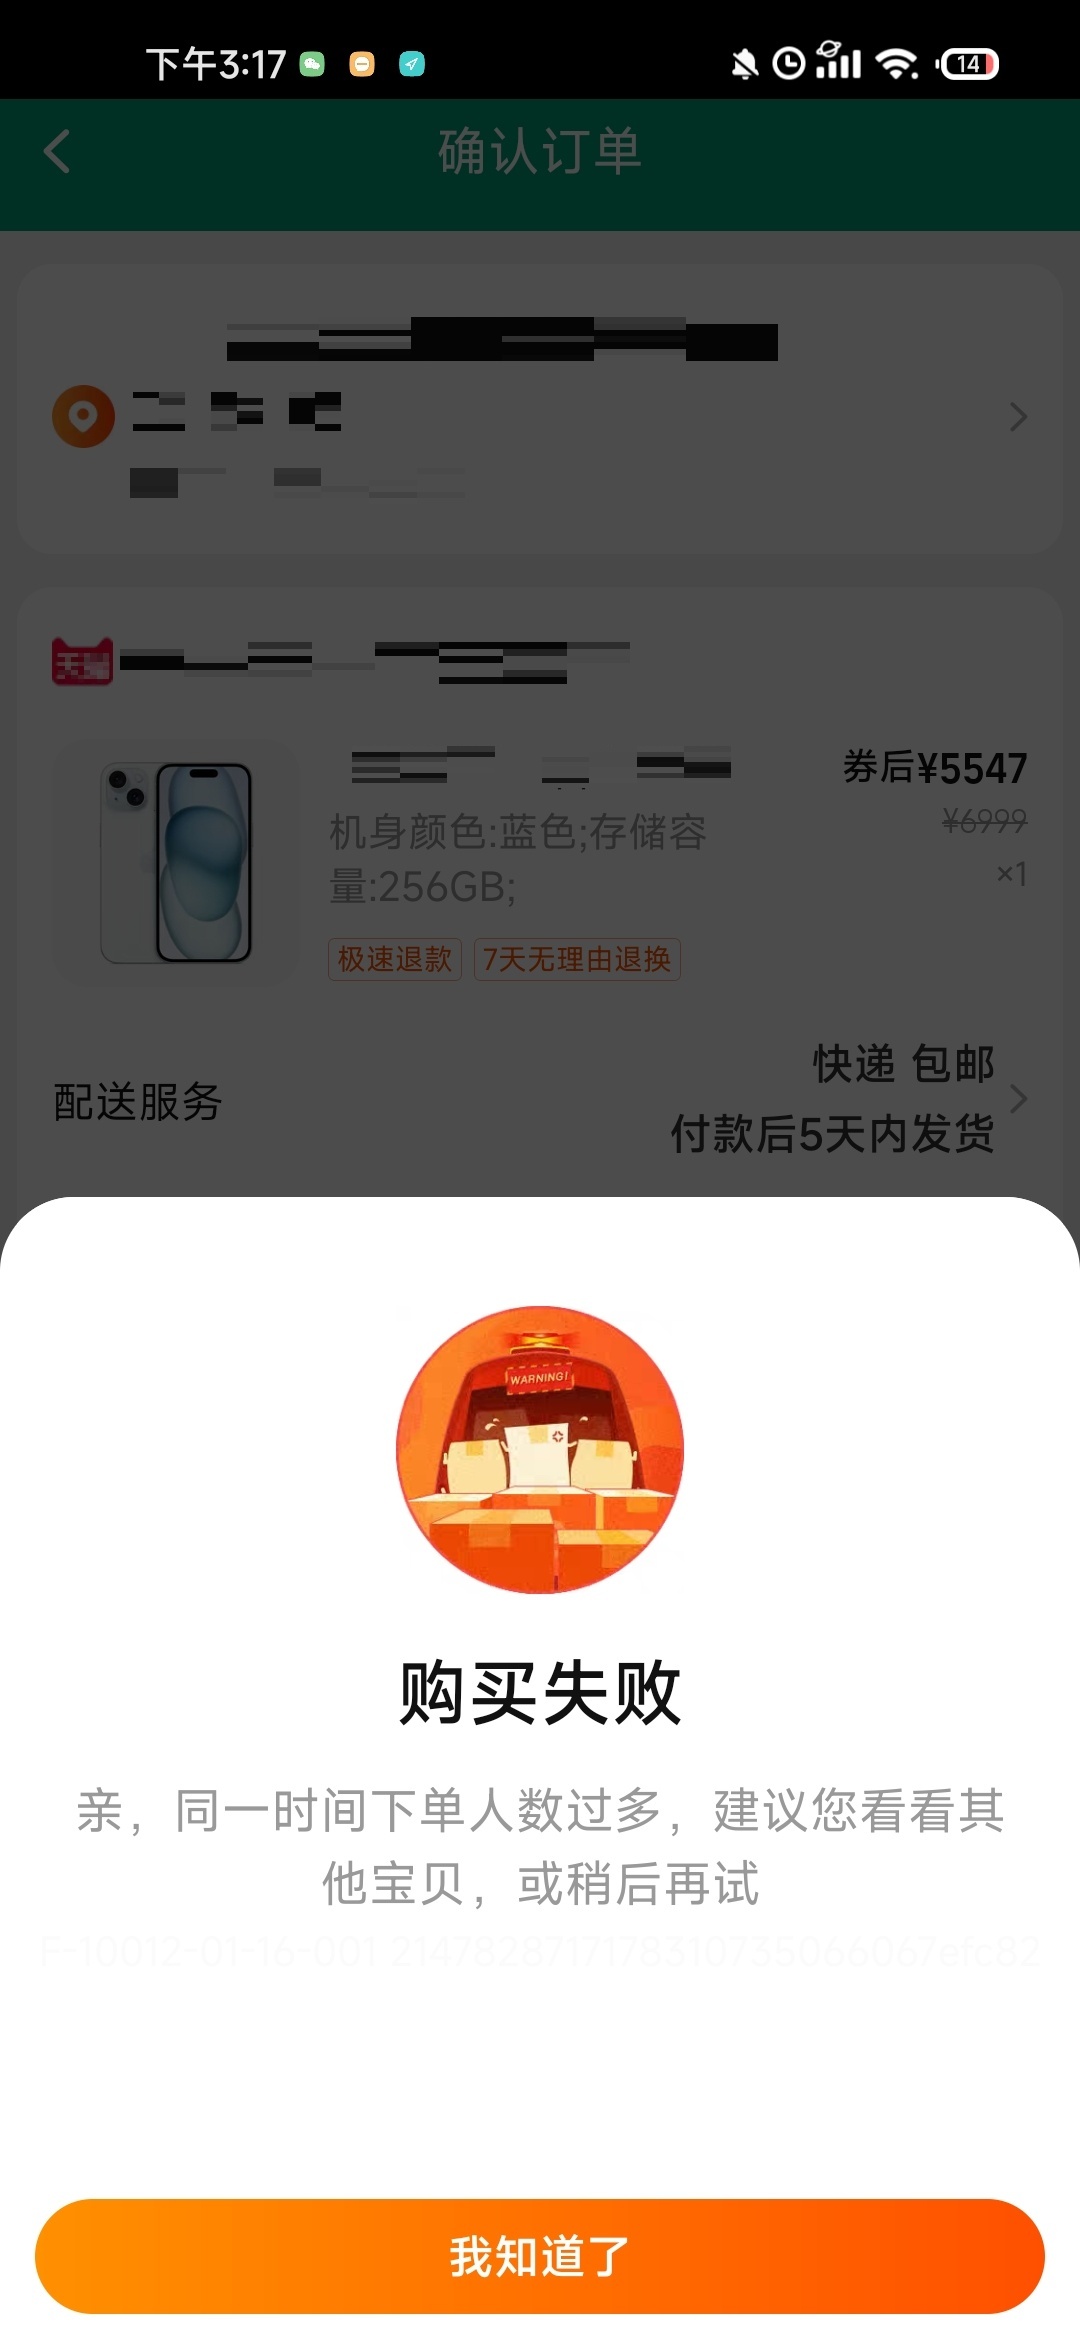 下午3:17
14
确认订单
券后¥5547
¥6999
机身颜色:蓝色;存储容
量:256GB;
×1
极速退款 7天无理由退换
快递 包邮
配送服务
付款后5天内发货
WARNING!
购买失败
亲，同一时间下单人数过多，建议您看看其
他宝贝，或稍后再试
F-10012-01-16-001 2147828717178310735066067efc82
我知道了